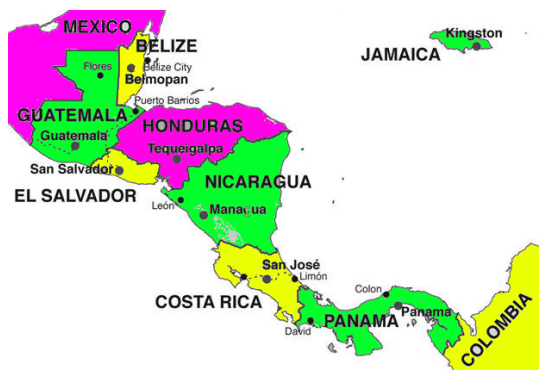 MEXICO
Kingston
BELIZE
JAMAICA
Flores
Belize City
Belmopan
Puerto Barrios
GUATEMALA
HONDURAS
Guatemala
Tequeigalpa
San Salvador
NICARAGUA
EL SALVADOR
León
Managua
San José
Limón
COSTA RICA
Colon
Panama
PANAMA
David
COLOMBIA